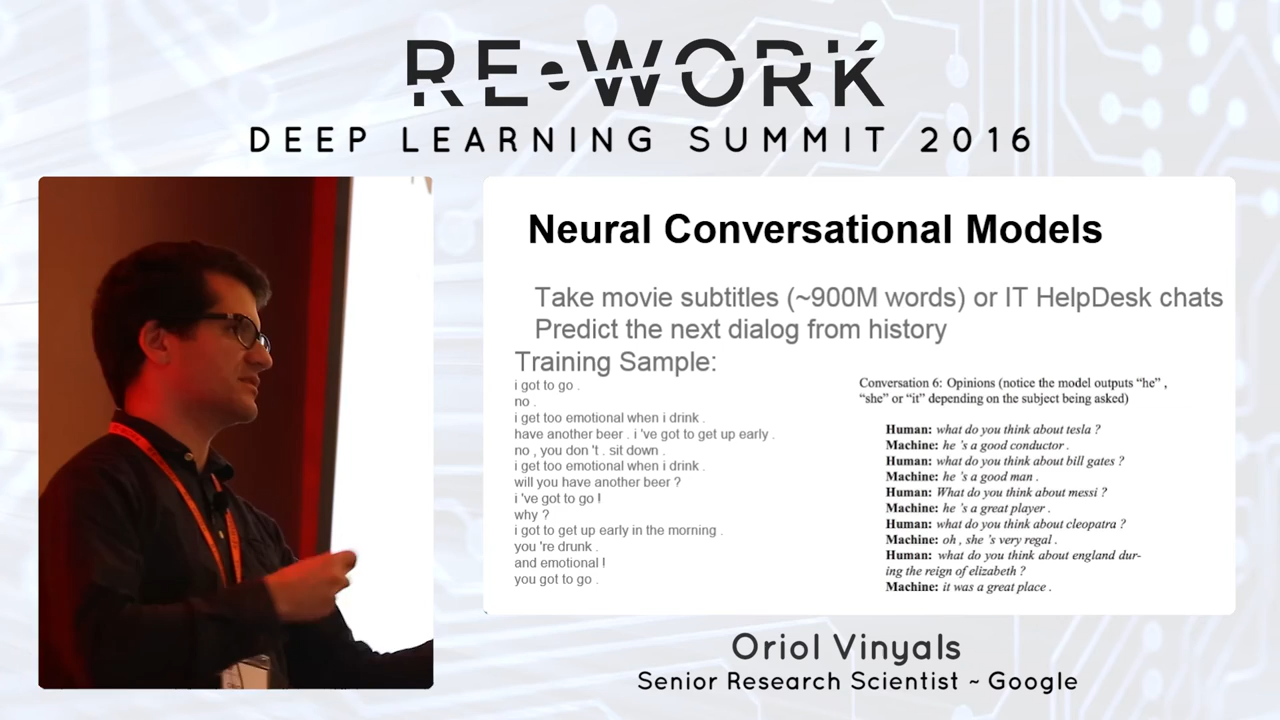 RE•WORK
DEEP LEARNING SUMMIT 2016
Neural Conversational Models
Take movie subtitles (~900M words) or IT HelpDesk chats
Predict the next dialog from history
Training Sample:
i got to go .
no .
i get too emotional when i drink .
have another beer . i 've got to get up early .
no , you don 't . sit down .
i get too emotional when i drink .
will you have another beer ?
i 've got to go !
why ?
i got to get up early in the morning .
you 're drunk .
and emotional !
you got to go .
Conversation 6: Opinions (notice the model outputs “he” ,
“she” or “it” depending on the subject being asked)
Human: what do you think about tesla ?
Machine: he 's a good conductor .
Human: what do you think about bill gates ?
Machine: he 's a good man .
Human: What do you think about messi ?
Machine: he 's a great player .
Human: what do you think about cleopatra ?
Machine: oh , she 's very regal .
Human: what do you think about england dur-
ing the reign of elizabeth ?
Machine: it was a great place .
Oriol Vinyals
Senior Research Scientist ~ Google